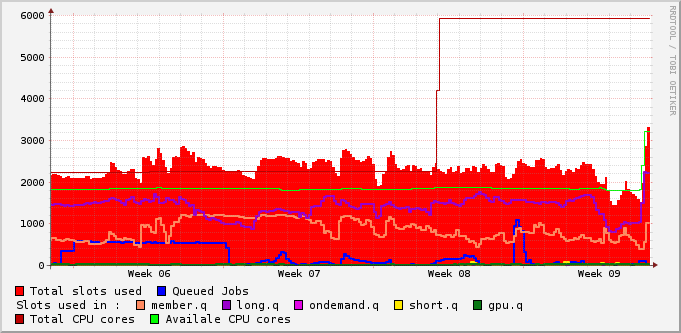 6000
5000
4000
3000
2000
1000
0
Week 06 Week 07 Week 08 Week 09
RRDTOOL / TOBI OETIKER
Total slots used Queued Jobs
Slots used in : member.q long.q ondemand.q short.q gpu.q
Total CPU cores Availale CPU cores